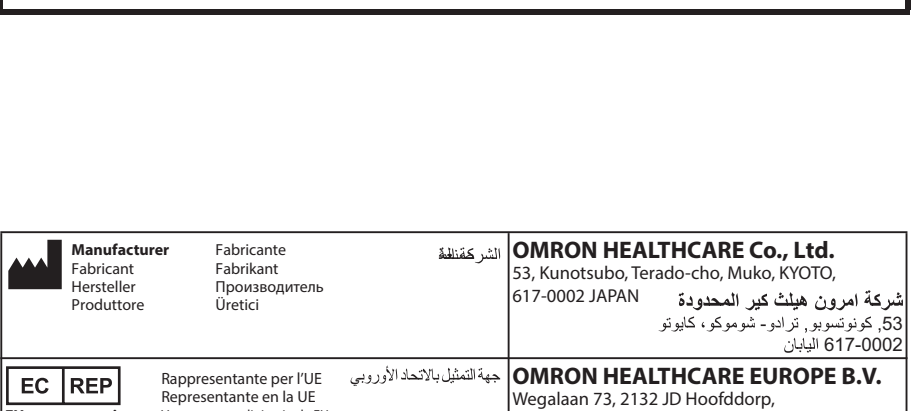 Manufacturer
Fabricant
Hersteller
Produttore
Fabricante
Fabrikant
Производитель
Üretici
الشركة
OMRON HEALTHCARE Co., Ltd.
53, Kunotsubo, Terado-cho, Muko, KYOTO,
617-0002 JAPAN
شركة امرون هيلث كير المحدودة
53, كونوتسوبو, ترادو- شوموكو، كايوتو
617-0002 اليابان
EC REP
Rappresentante per l'UE
Representante en la UE
جهة التمثيل بالاتحاد الأوروبي
OMRON HEALTHCARE EUROPE B.V.
Wegalaan 73, 2132 JD Hoofddorp,